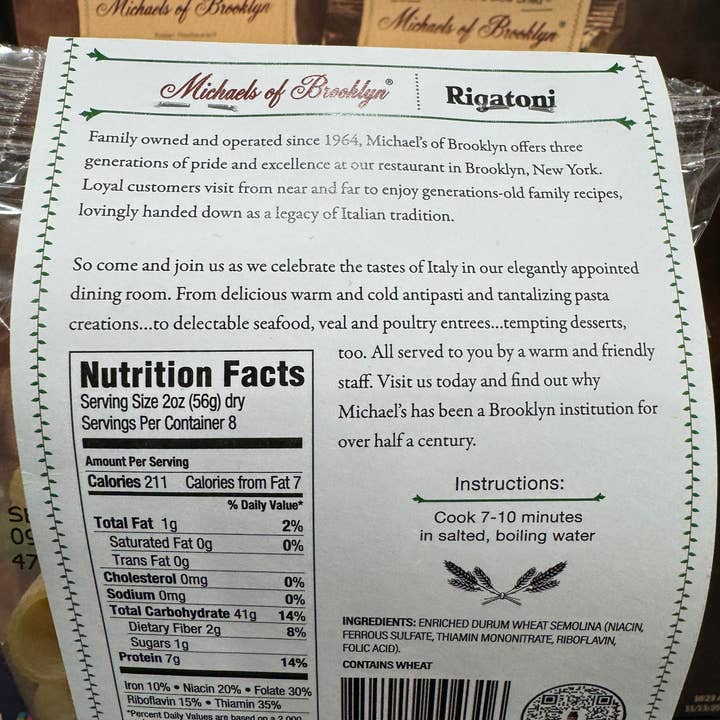 Michaels of Brooklyn
Michaels of Brooklyn®
Michaels of Brooklyn®
Rigatoni
Family owned and operated since 1964, Michael's of Brooklyn offers three
generations of pride and excellence at our restaurant in Brooklyn, New York.
Loyal customers visit from near and far to enjoy generations-old family recipes,
lovingly handed down as a legacy of Italian tradition.
So come and join us as we celebrate the tastes of Italy in our elegantly appointed
dining room. From delicious warm and cold antipasti and tantalizing pasta
creations...to delectable seafood, veal and poultry entrees...tempting desserts,
too. All served to you by a warm and friendly
staff. Visit us today and find out why
Michael's has been a Brooklyn institution for
over half a century.
Nutrition Facts
Serving Size 2oz (56g) dry
Servings Per Container 8
Amount Per Serving
Calories 211 Calories from Fat 7
% Daily Value*
Total Fat 1g 2%
Saturated Fat 0g 0%
Trans Fat 0g
Cholesterol 0mg 0%
Sodium 0mg 0%
Total Carbohydrate 41g 14%
Dietary Fiber 2g 8%
Sugars 1g
Protein 7g 14%
Iron 10% • Niacin 20% • Folate 30%
Riboflavin 15% • Thiamin 35%
*Percent Daily Values are based on a 2,000
Instructions:
Cook 7-10 minutes
in salted, boiling water
INGREDIENTS: ENRICHED DURUM WHEAT SEMOLINA (NIACIN,
FERROUS SULFATE, THIAMIN MONONITRATE, RIBOFLAVIN,
FOLIC ACID).
CONTAINS WHEAT